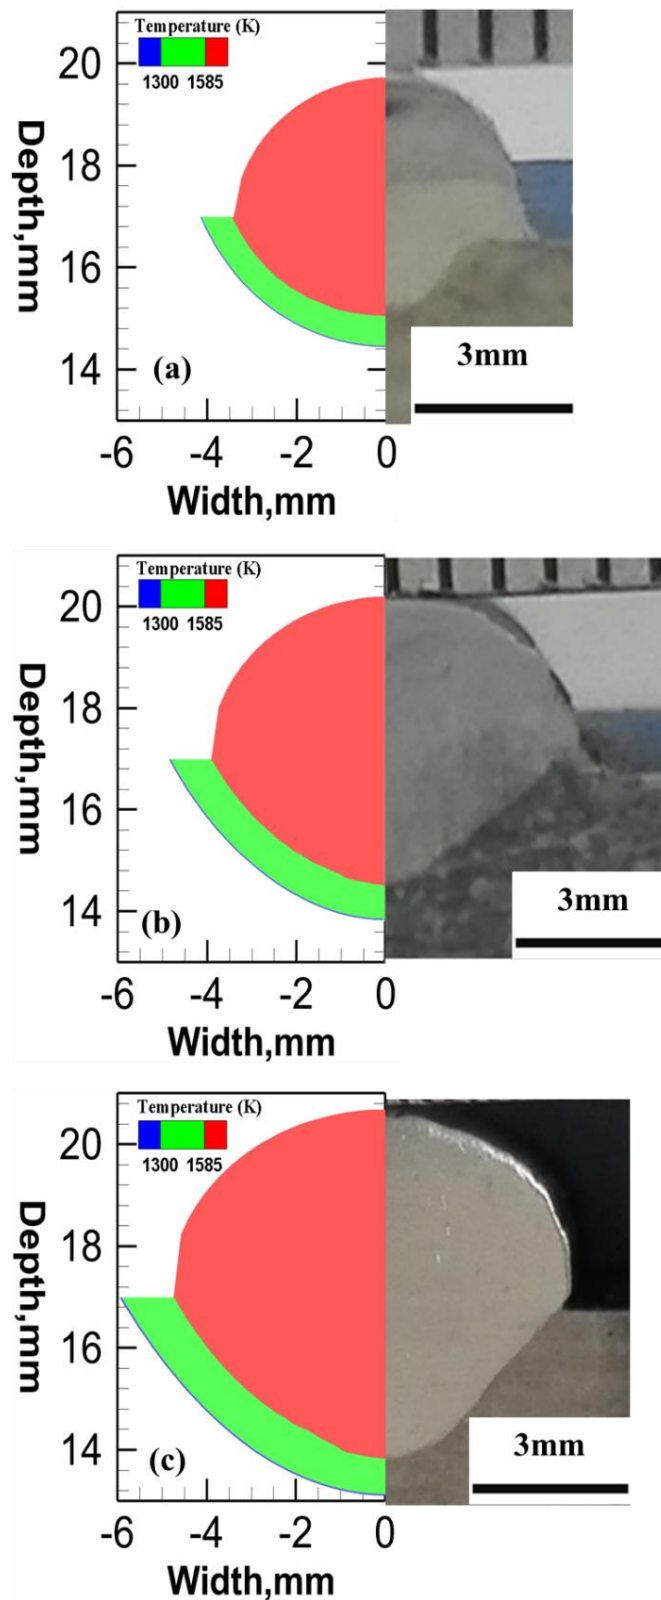 Temperature (K)
1300 1585
20
18
16
14
Depth,mm
(a)
3mm
-6 -4 -2 0
Width,mm
Temperature (K)
1300 1585
20
18
16
14
Depth,mm
(b)
3mm
-6 -4 -2 0
Width,mm
Temperature (K)
1300 1585
20
18
16
14
Depth,mm
(c)
3mm
-6 -4 -2 0
Width,mm